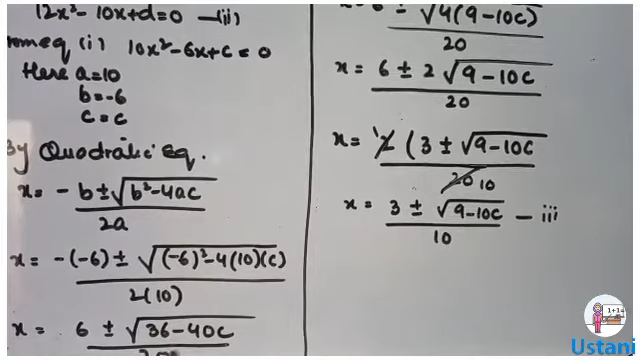 12x² - 10x + d = 0 — (ii)
From eq (i) 10x² - 6x + c = 0
Here a = 10
b = -6
c = c
By Quadratic eq.
x = -b ± √(b² - 4ac) / 2a
x = -(-6) ± √((-6)² - 4(10)(c)) / 2(10)
x = 6 ± √(36 - 40c)
± √(4(9 - 10c)) / 20
x = 6 ± 2√(9 - 10c) / 20
x = 2 (3 ± √(9 - 10c) / 20 10
x = 3 ± √(9 - 10c) / 10 — iii
1+1=
Ustani